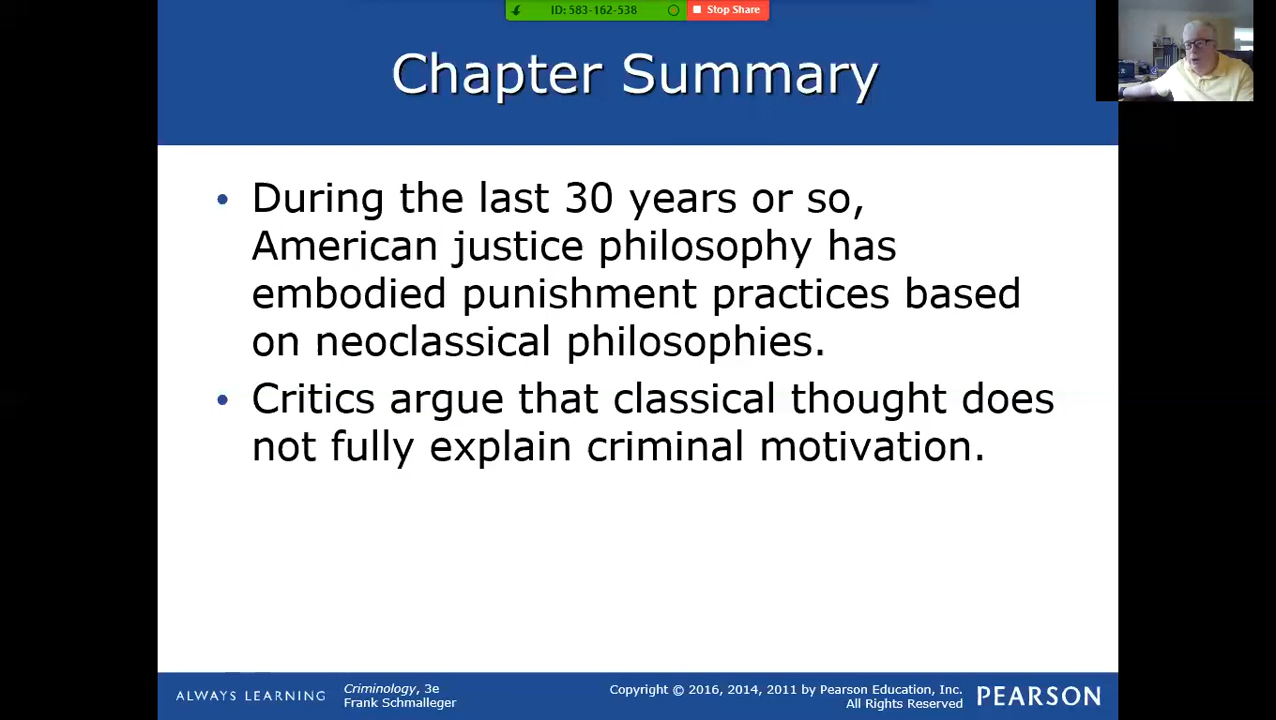 ID: 583-162-538
Stop Share
Chapter Summary
• During the last 30 years or so,
American justice philosophy has
embodied punishment practices based
on neoclassical philosophies.
• Critics argue that classical thought does
not fully explain criminal motivation.
ALWAYS LEARNING
Criminology, 3e
Frank Schmalleger
Copyright © 2016, 2014, 2011 by Pearson Education, Inc.
All Rights Reserved
PEARSON